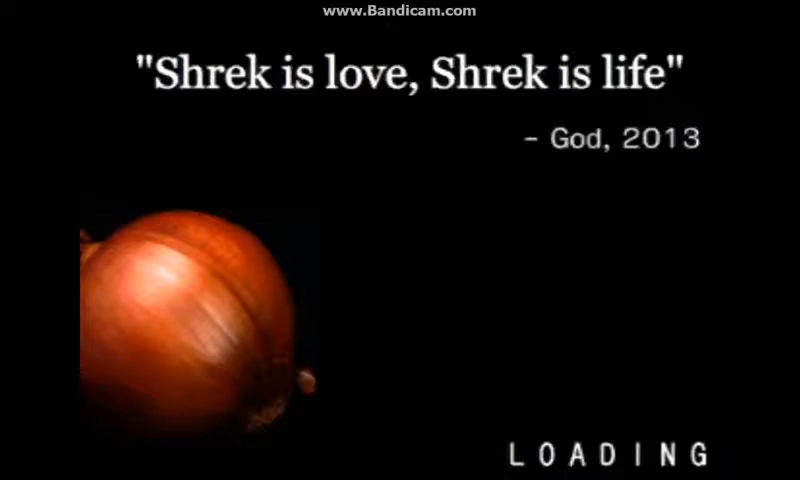 www.Bandicam.com
"Shrek is love, Shrek is life"
- God, 2013
LOADING